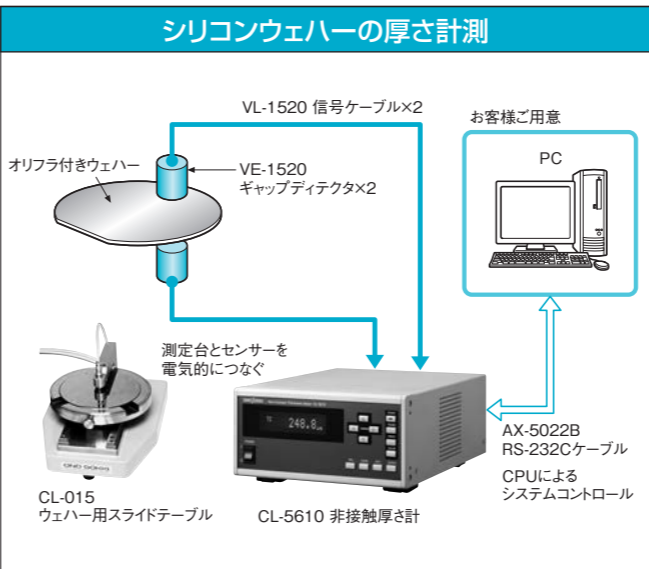 シリコンウェハーの厚さ計測
VL-1520 信号ケーブル×2
お客様ご用意
オリフラ付きウェハー
VE-1520
ギャップディテクタ×2
PC
測定台とセンサーを
電気的につなぐ
248.8
ONO SOKKI
AX-5022B
RS-232Cケーブル
CPUによる
システムコントロール
CL-015
ウェハー用スライドテーブル
CL-5610 非接触厚さ計